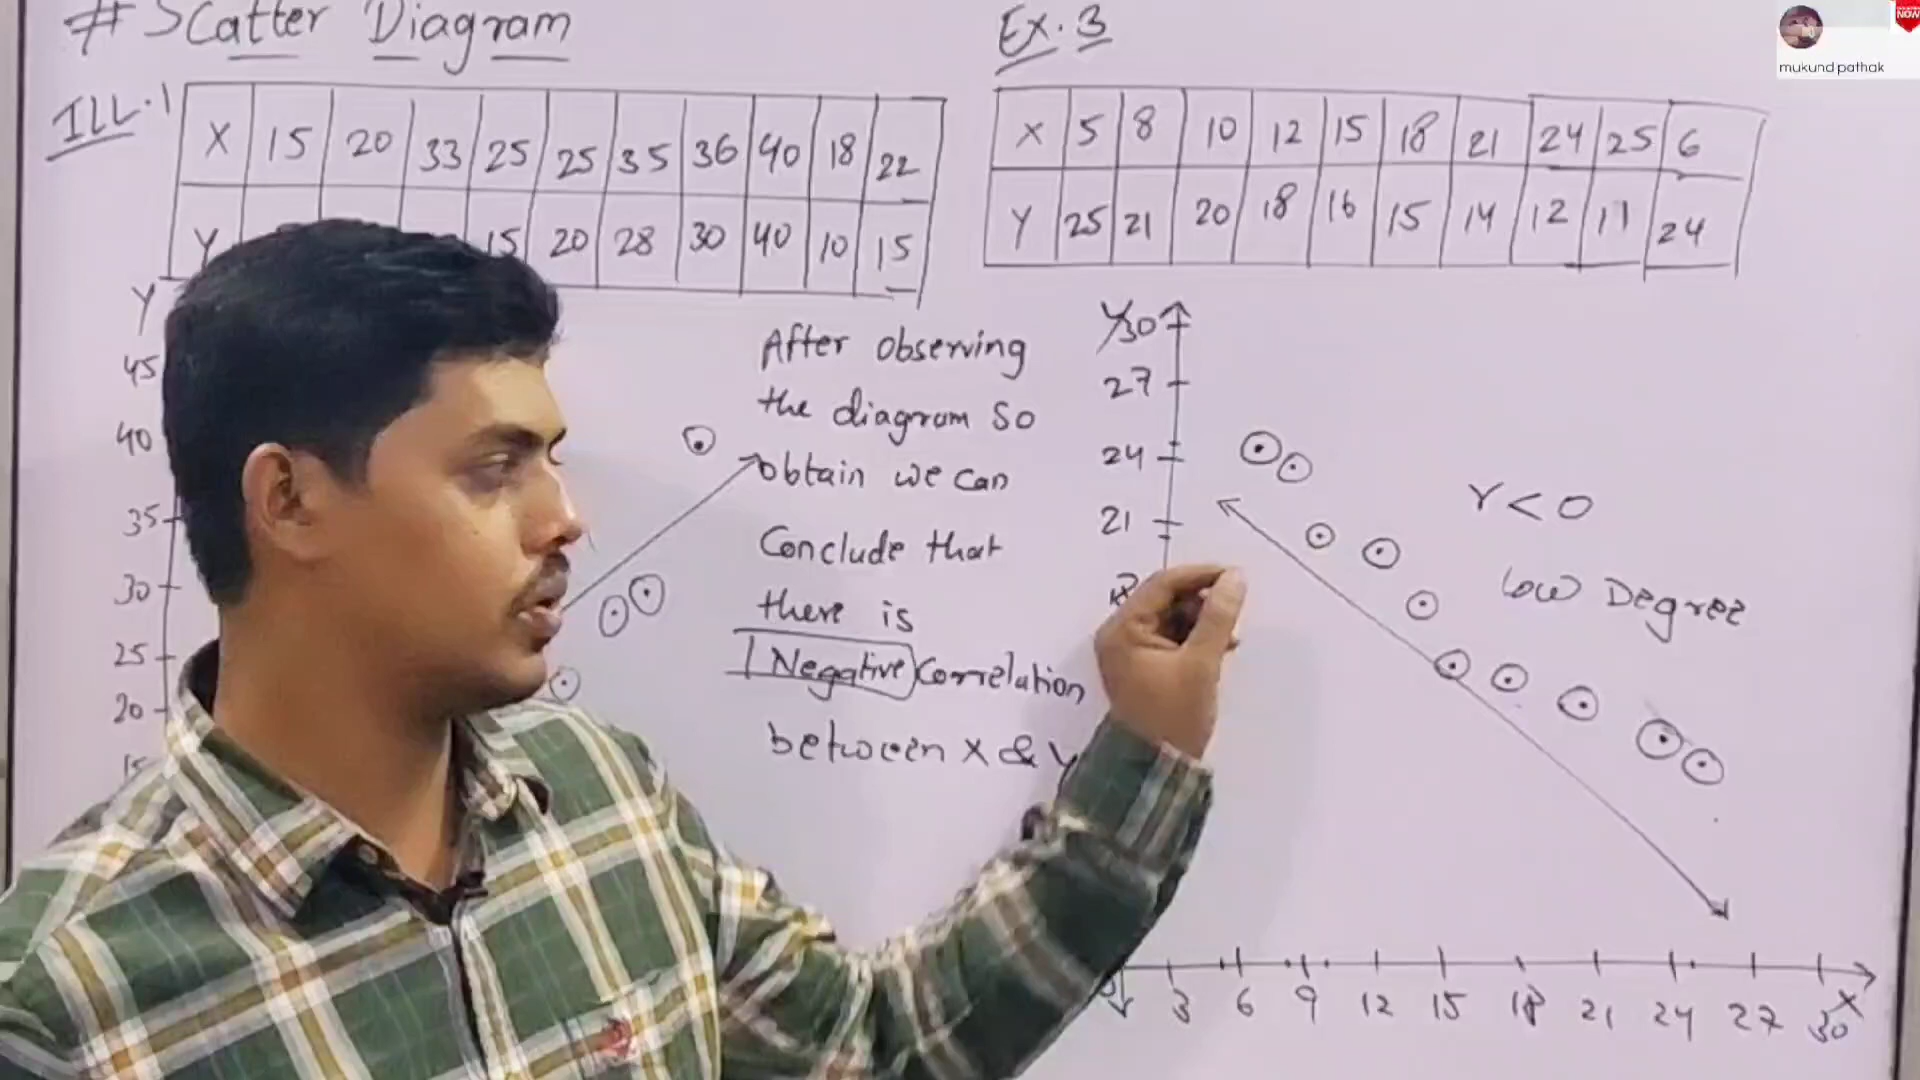 # Scatter Diagram
ILL.1
X 15 20 33 25 25 35 36 40 18 22
Y 15 20 28 30 40 10 15
Y
45
40
35
30
25
20
15
After observing
the diagram so
obtain we can
Conclude that
there is
Negative Correlation
between X & Y
Ex. 3
X 5 8 10 12 15 18 21 24 25 6
Y 25 21 20 18 16 15 14 12 11 24
Y 30
27
24
21
r < 0
low Degree
3 6 9 12 15 18 21 24 27 30 X
mukund pathak
NOW